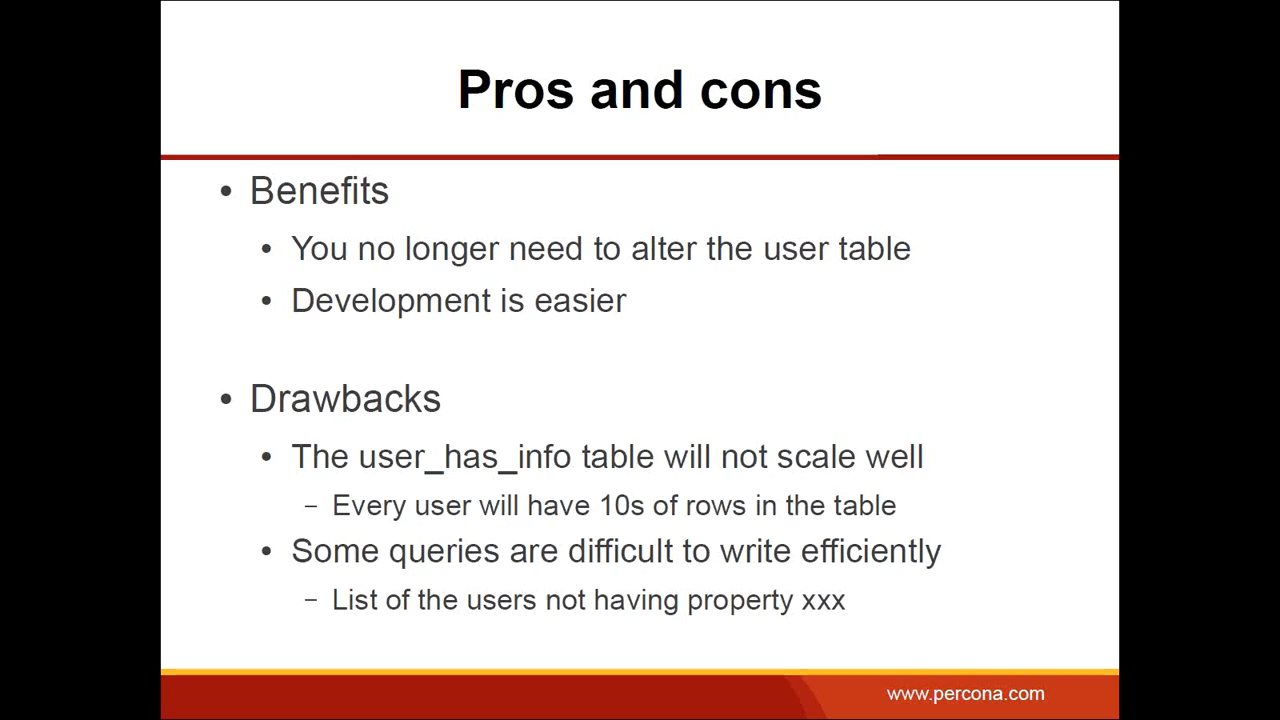 Pros and cons
• Benefits
• You no longer need to alter the user table
• Development is easier
• Drawbacks
• The user_has_info table will not scale well
– Every user will have 10s of rows in the table
• Some queries are difficult to write efficiently
– List of the users not having property xxx
www.percona.com